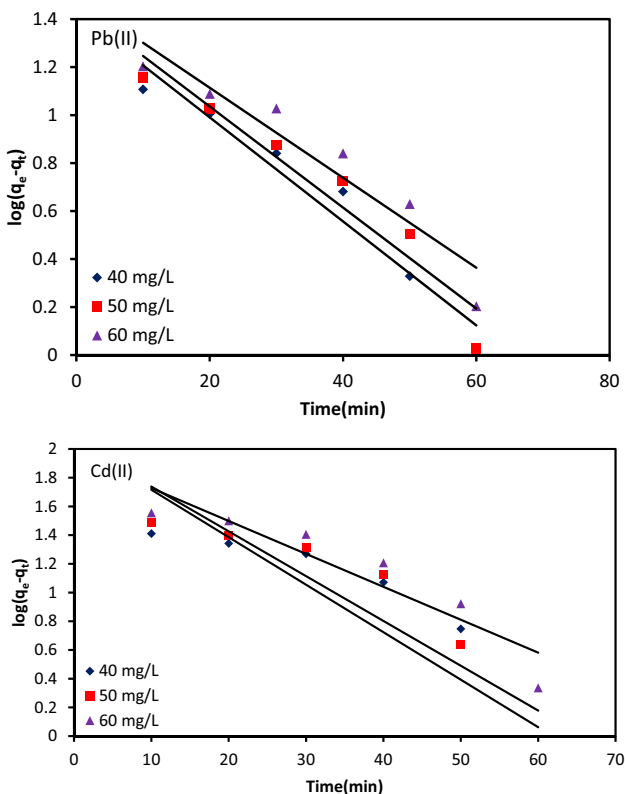 Pb(II)
1.4
1.2
1
0.8
0.6
0.4
0.2
0
log(qₑ-qₜ)
40 mg/L
50 mg/L
60 mg/L
0 20 40 60 80
Time(min)
Cd(II)
2
1.8
1.6
1.4
1.2
1
0.8
0.6
0.4
0.2
0
log(qₑ-qₜ)
40 mg/L
50 mg/L
60 mg/L
0 10 20 30 40 50 60 70
Time(min)